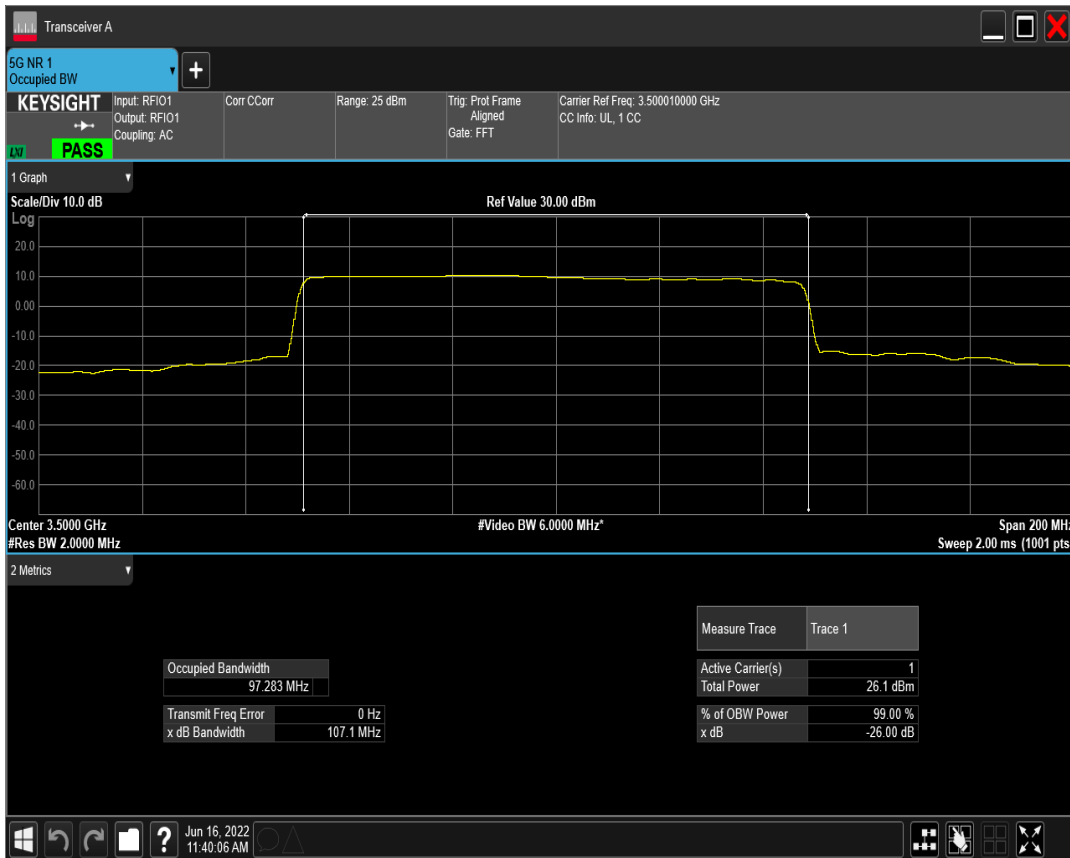 Transceiver A
5G NR 1
Occupied BW
+
KEYSIGHT
LXI
PASS
Input: RFIO1
Output: RFIO1
Coupling: AC
Corr CCorr
Range: 25 dBm
Trig: Prot Frame
Aligned
Gate: FFT
Carrier Ref Freq: 3.500010000 GHz
CC Info: UL, 1 CC
1 Graph
Scale/Div 10.0 dB
Ref Value 30.00 dBm
Log
20.0
10.0
0.00
-10.0
-20.0
-30.0
-40.0
-50.0
-60.0
Center 3.5000 GHz
#Video BW 6.0000 MHz*
Span 200 MHz
#Res BW 2.0000 MHz
Sweep 2.00 ms (1001 pts
2 Metrics
Measure Trace Trace 1
Occupied Bandwidth
97.283 MHz
Active Carrier(s) 1
Total Power 26.1 dBm
Transmit Freq Error 0 Hz
x dB Bandwidth 107.1 MHz
% of OBW Power 99.00 %
x dB -26.00 dB
?
Jun 16, 2022
11:40:06 AM